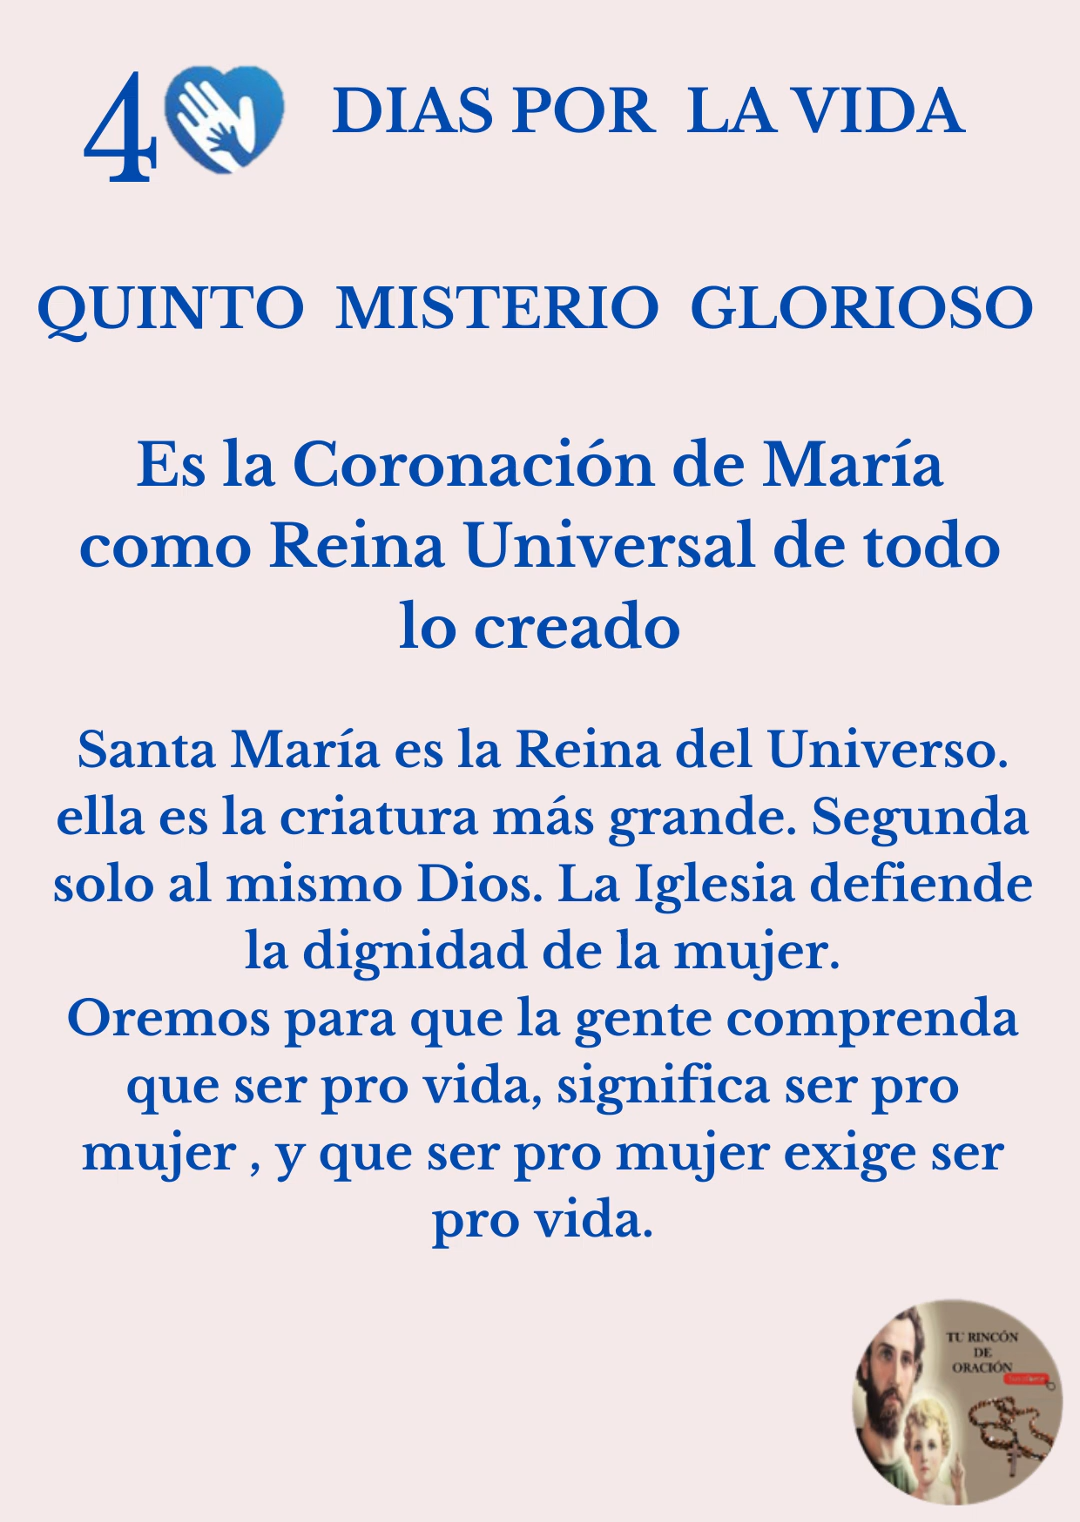 40 DIAS POR LA VIDA
QUINTO MISTERIO GLORIOSO
Es la Coronación de María
como Reina Universal de todo
lo creado
Santa María es la Reina del Universo.
ella es la criatura más grande. Segunda
solo al mismo Dios. La Iglesia defiende
la dignidad de la mujer.
Oremos para que la gente comprenda
que ser pro vida, significa ser pro
mujer , y que ser pro mujer exige ser
pro vida.
TU RINCÓN
DE
ORACIÓN